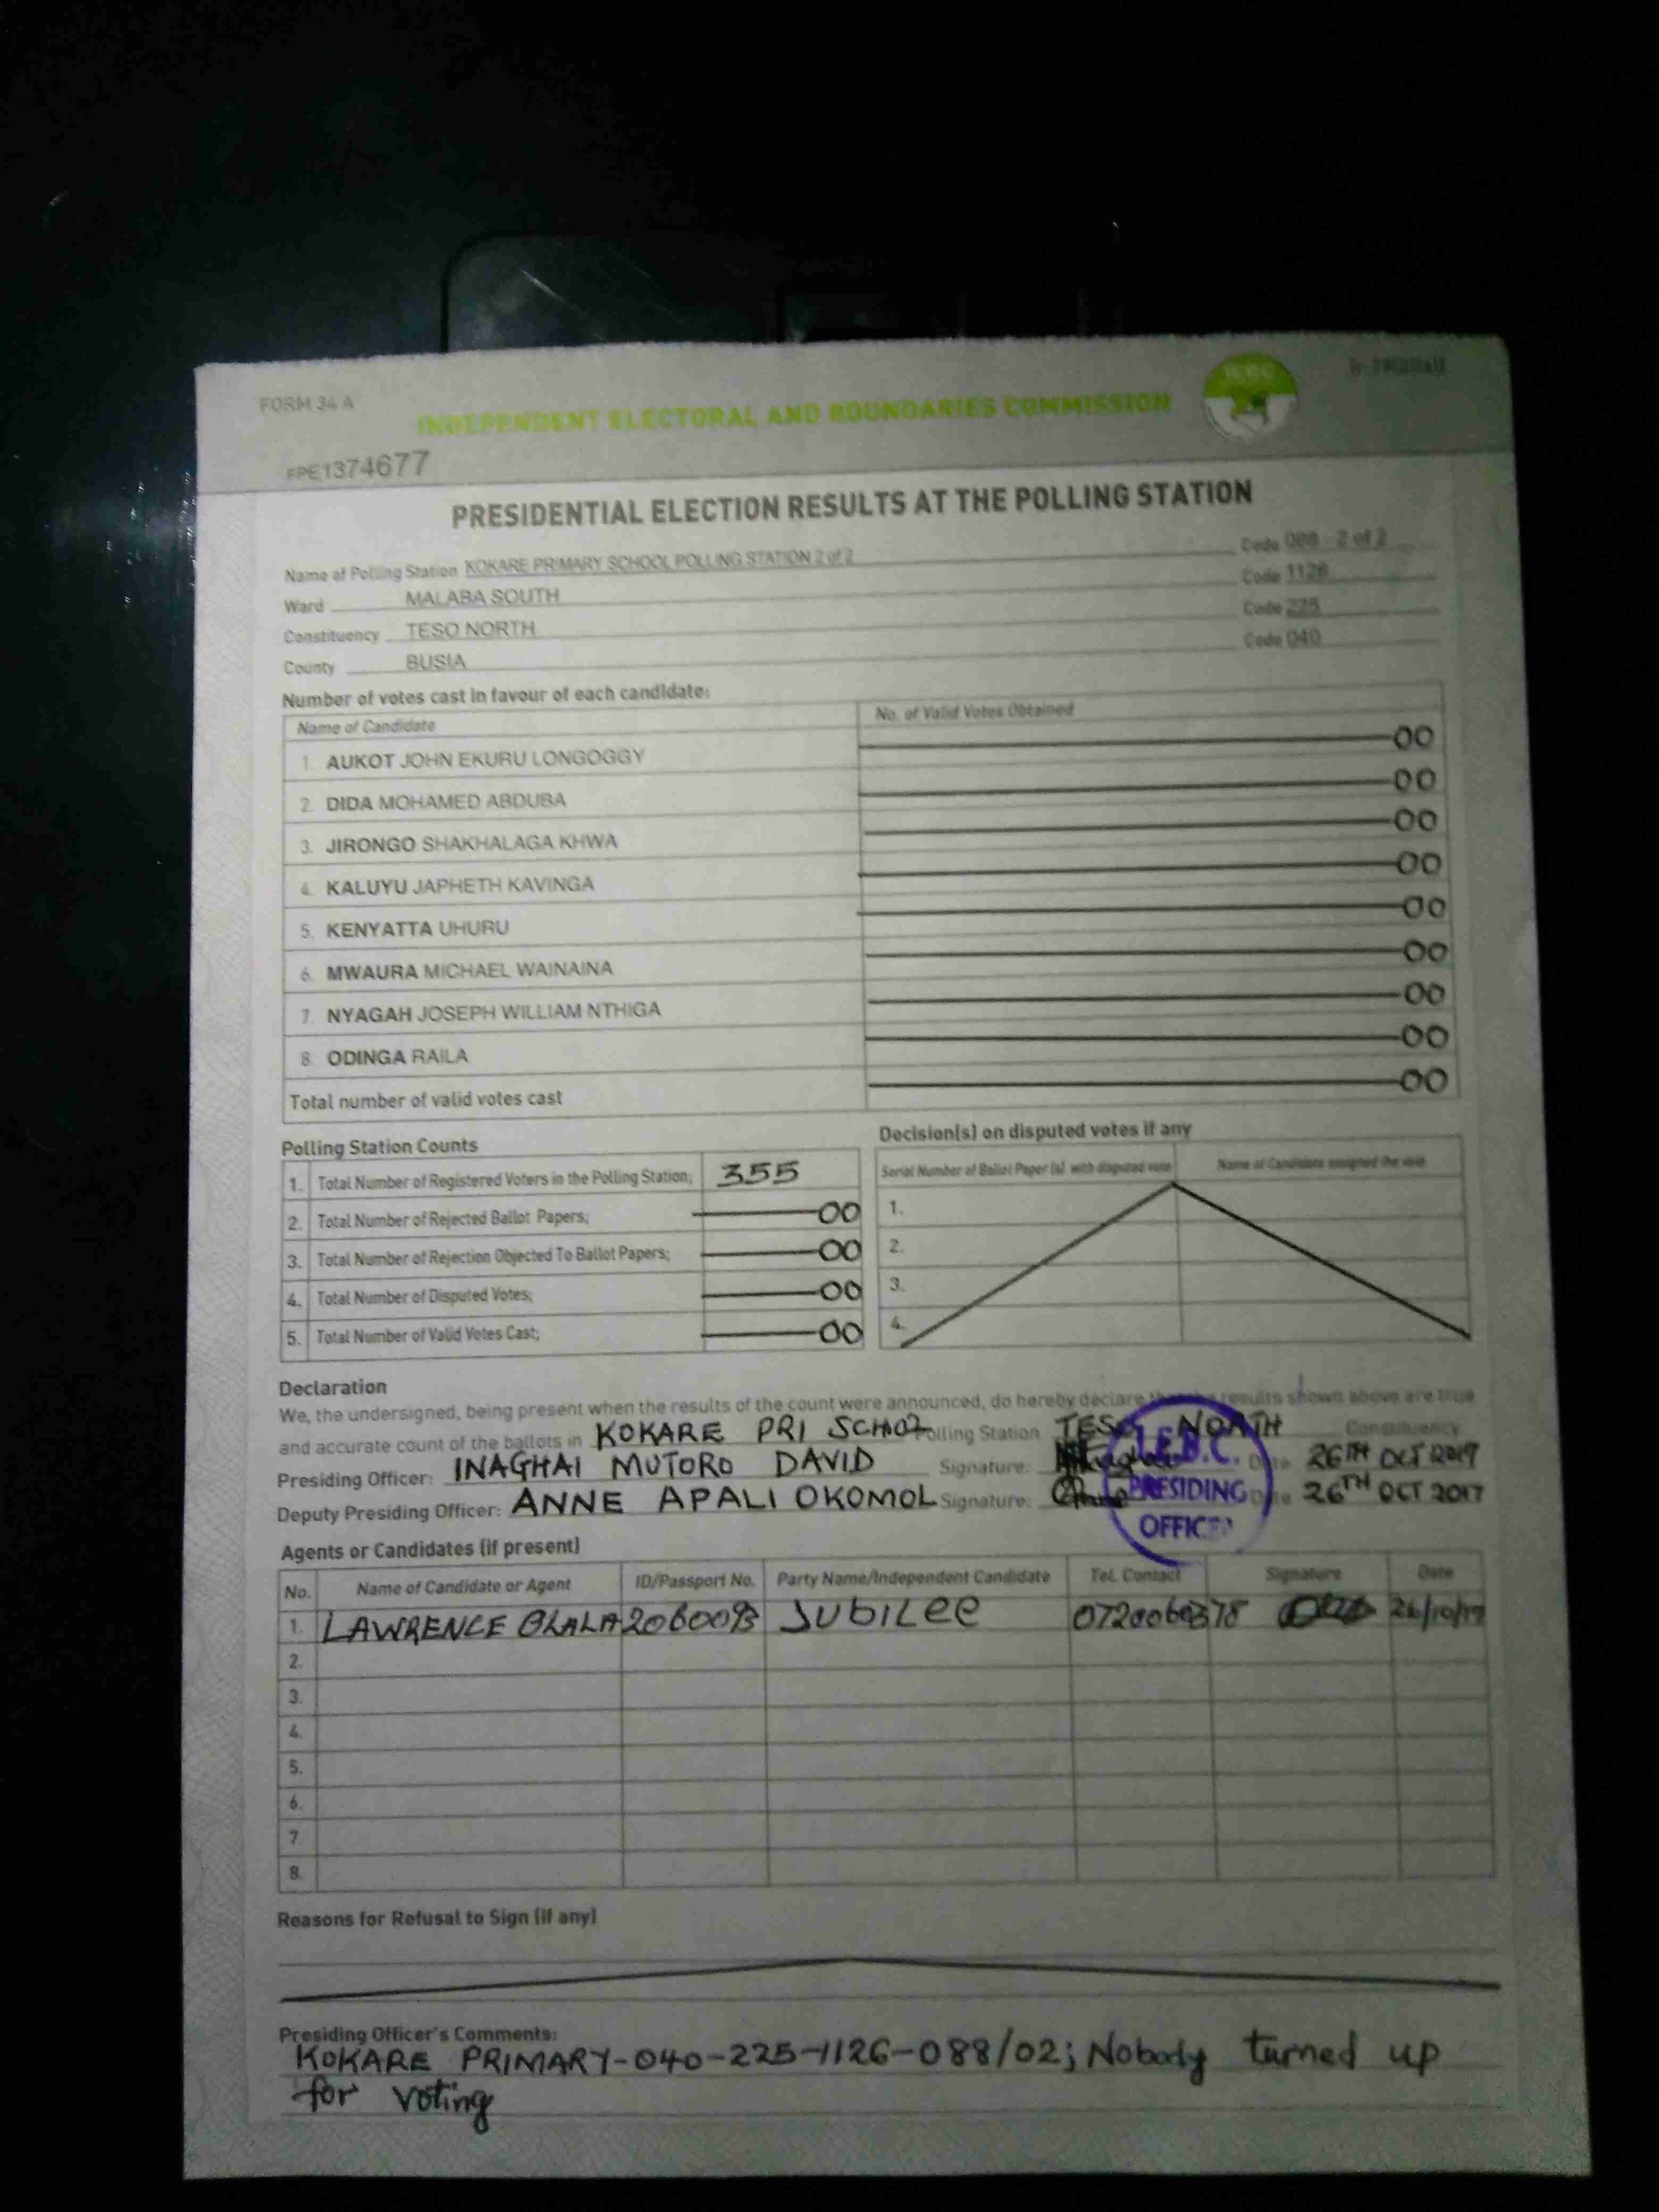 FORM 34 A
INDEPENDENT ELECTORAL AND BOUNDARIES COMMISSION
IEBC
FPE1374677
PRESIDENTIAL ELECTION RESULTS AT THE POLLING STATION
Name of Polling Station KOKARE PRIMARY SCHOOL POLLING STATION 2 of 2 Code 088 - 2 of 2
Ward MALABA SOUTH Code 1126
Constituency TESO NORTH Code 225
County BUSIA Code 040
Number of votes cast in favour of each candidate:
Name of Candidate No. of Valid Votes Obtained
1. AUKOT JOHN EKURU LONGOGGY 00
2. DIDA MOHAMED ABDUBA 00
3. JIRONGO SHAKHALAGA KHWA 00
4. KALUYU JAPHETH KAVINGA 00
5. KENYATTA UHURU 00
6. MWAURA MICHAEL WAINAINA 00
7. NYAGAH JOSEPH WILLIAM NTHIGA 00
8. ODINGA RAILA 00
Total number of valid votes cast 00
Polling Station Counts
1. Total Number of Registered Voters in the Polling Station; 355
2. Total Number of Rejected Ballot Papers; 00
3. Total Number of Rejection Objected To Ballot Papers; 00
4. Total Number of Disputed Votes; 00
5. Total Number of Valid Votes Cast; 00
Decision(s) on disputed votes if any
Serial Number of Ballot Paper (s) with disputed vote Name of Candidate assigned the vote
1.
2.
3.
4.
Declaration
We, the undersigned, being present when the results of the count were announced, do hereby declare that the results shown above are true
and accurate count of the ballots in KOKARE PRI SCHOOL Polling Station TESO NORTH Constituency
Presiding Officer: INAGHAI MUTORO DAVID Signature: Date 26TH OCT 2017
Deputy Presiding Officer: ANNE APALI OKOMOL Signature: Date 26TH OCT 2017
I.E.B.C.
PRESIDING
OFFICER
Agents or Candidates (if present)
No. Name of Candidate or Agent ID/Passport No. Party Name/Independent Candidate Tel. Contact Signature Date
1. LAWRENCE JUBILEE 26/10/17
2.
3.
4.
5.
6.
7.
8.
Reasons for Refusal to Sign (if any)
Presiding Officer's Comments:
KOKARE PRIMARY-040-225-1126-088/02; Nobody turned up
for voting